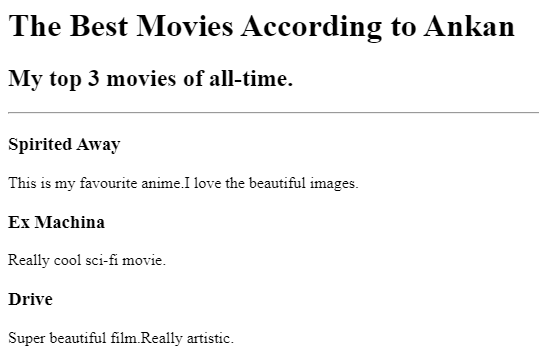 The Best Movies According to Ankan
My top 3 movies of all-time.
Spirited Away
This is my favourite anime.I love the beautiful images.
Ex Machina
Really cool sci-fi movie.
Drive
Super beautiful film.Really artistic.